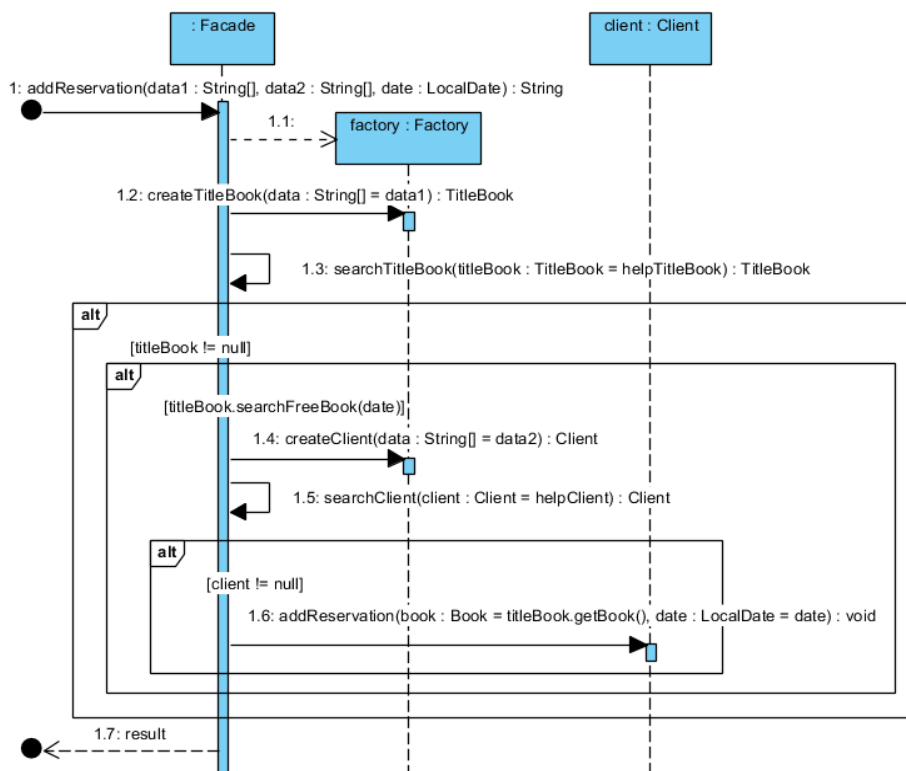 : Facade
client : Client
1: addReservation(data1 : String[], data2 : String[], date : LocalDate) : String
1.1:
factory : Factory
1.2: createTitleBook(data : String[] = data1) : TitleBook
1.3: searchTitleBook(titleBook : TitleBook = helpTitleBook) : TitleBook
alt
[titleBook != null]
alt
[titleBook.searchFreeBook(date)]
1.4: createClient(data : String[] = data2) : Client
1.5: searchClient(client : Client = helpClient) : Client
alt
[client != null]
1.6: addReservation(book : Book = titleBook.getBook(), date : LocalDate = date) : void
1.7: result